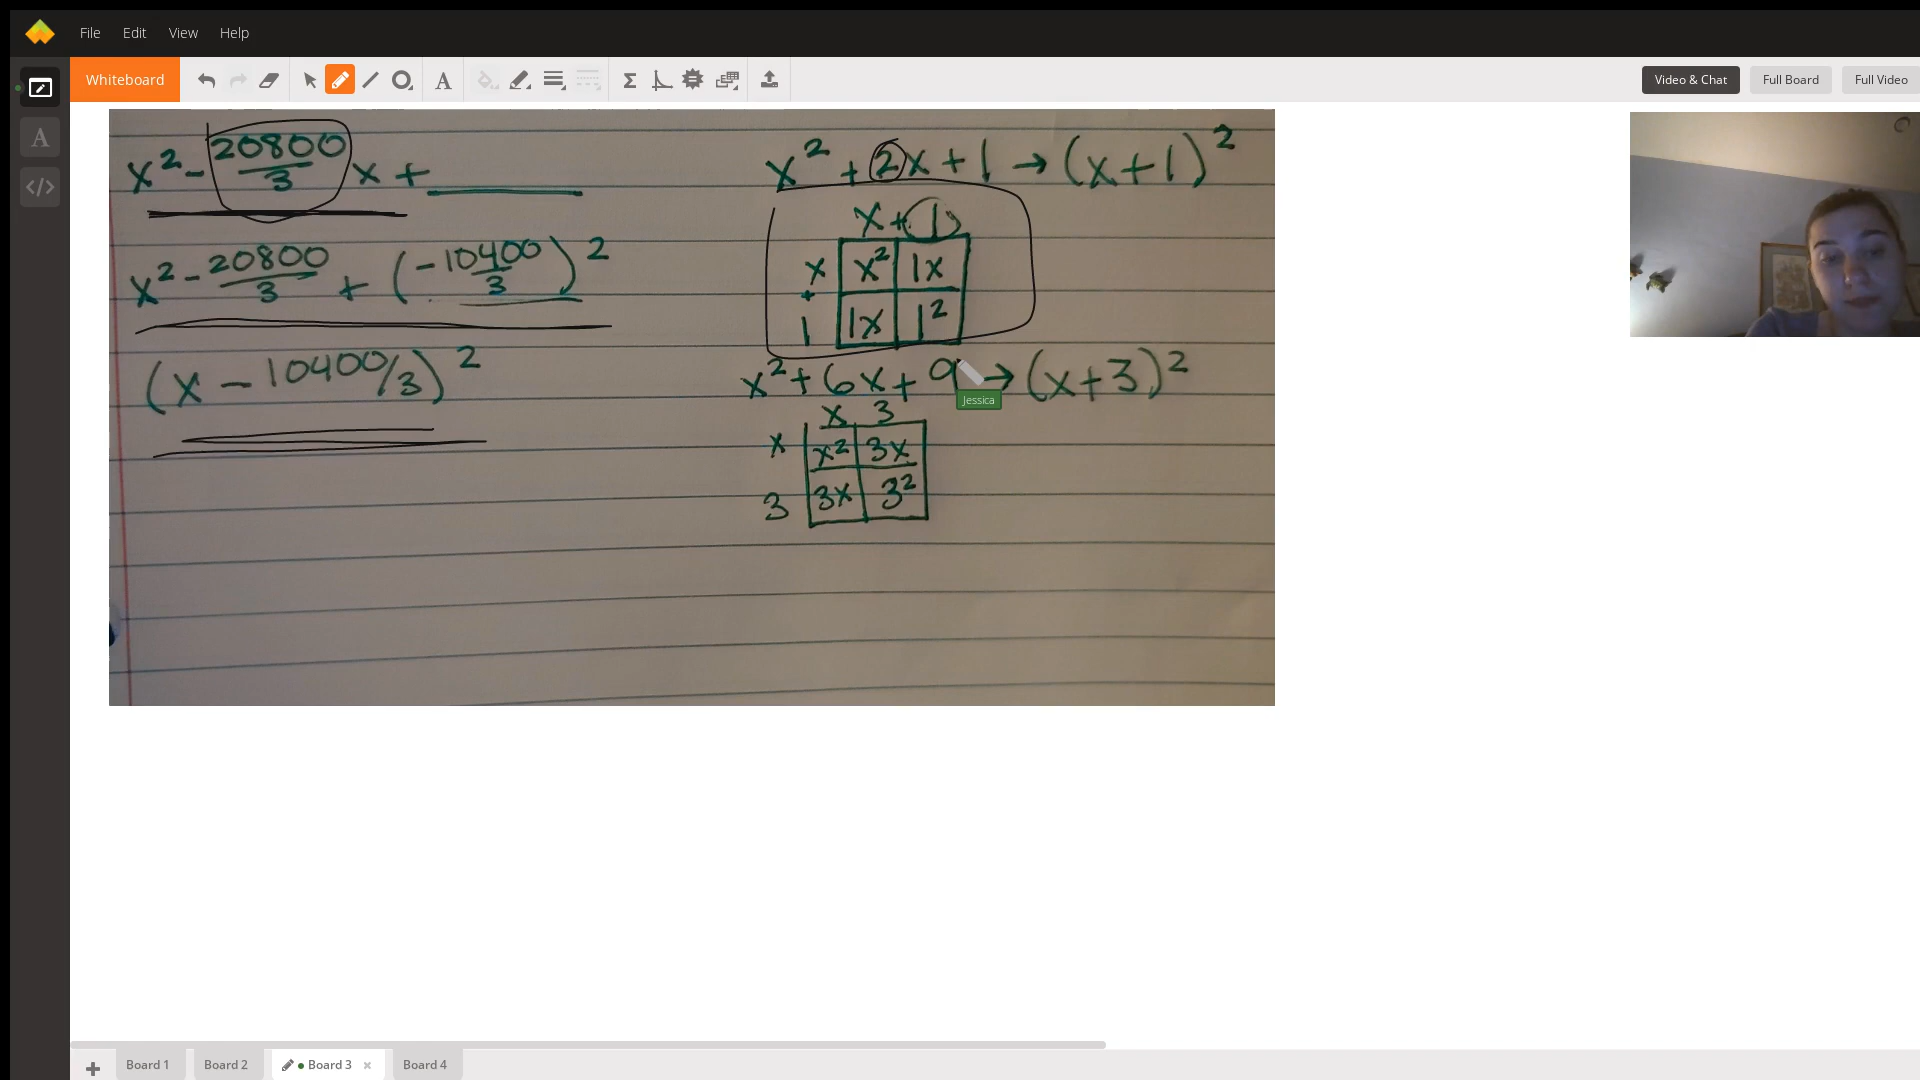 File Edit View Help
Whiteboard
Video & Chat Full Board Full Video
x² - 20800/3 x + ____
x² - 20800/3 + (-10400/3)²
(x - 10400/3)²
x² + 2x + 1 → (x + 1)²
x + 1
x x² 1x
+
1 1x 1²
x² + 6x + 9 → (x + 3)²
Jessica
x 3
x x² 3x
3 3x 3²
Board 1 Board 2 Board 3 Board 4